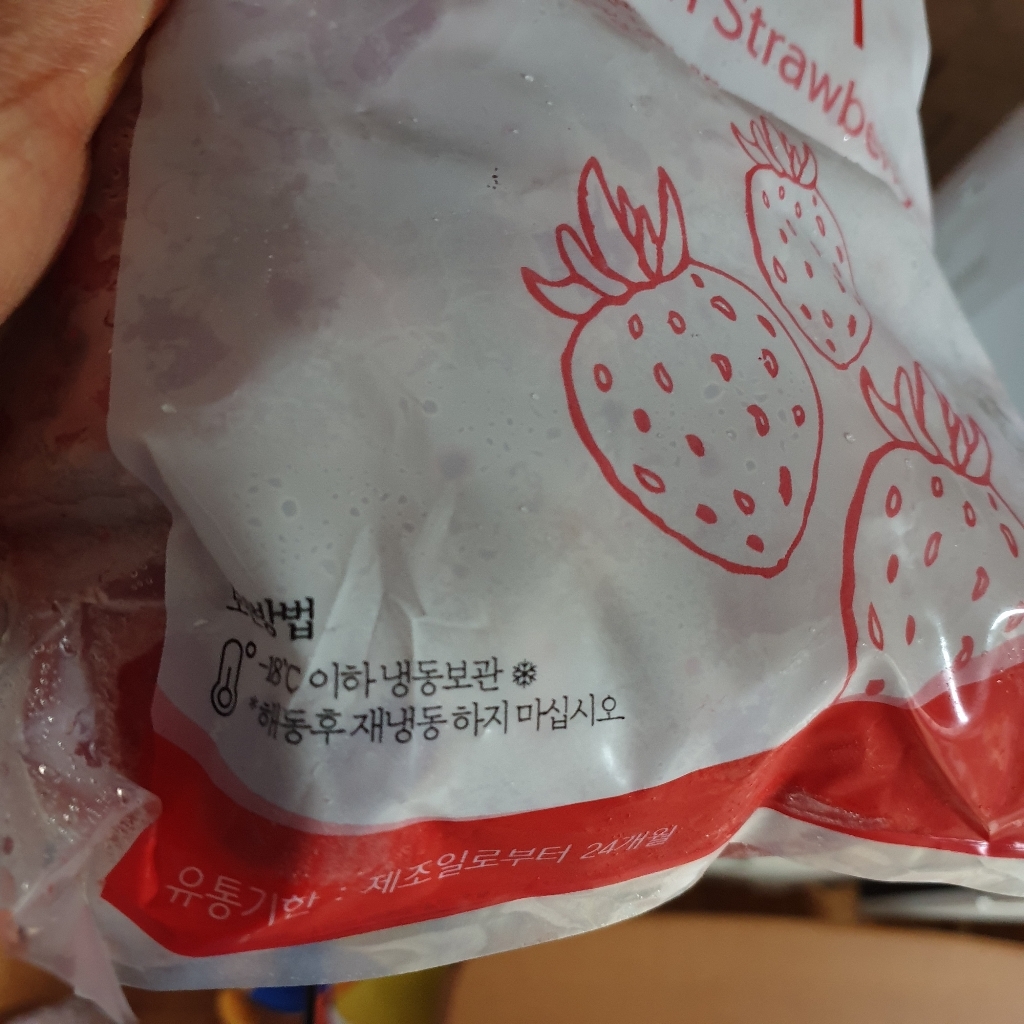 Strawberry
보관방법
-18℃ 이하 냉동보관
*해동 후 재냉동 하지 마십시오
유통기한 : 제조일로부터 24개월